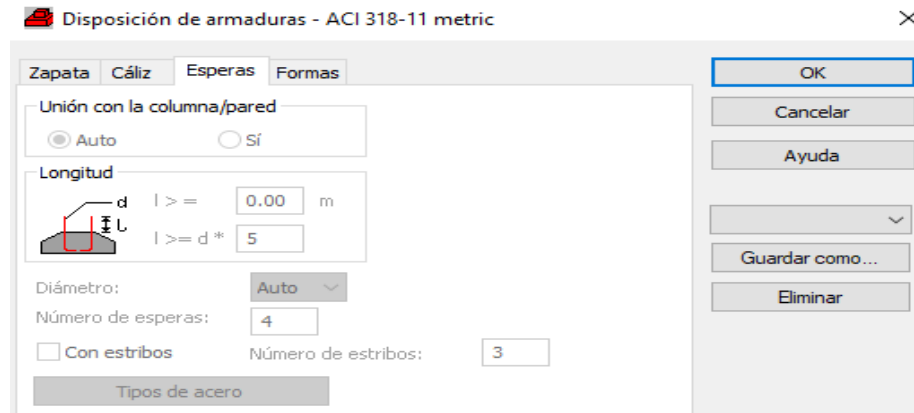 Disposición de armaduras - ACI 318-11 metric
Zapata Cáliz Esperas Formas
OK
Unión con la columna/pared
Cancelar
Auto Sí
Ayuda
Longitud
d l > = 0.00 m
L l >= d * 5
Guardar como...
Diámetro: Auto
Eliminar
Número de esperas: 4
Con estribos Número de estribos: 3
Tipos de acero